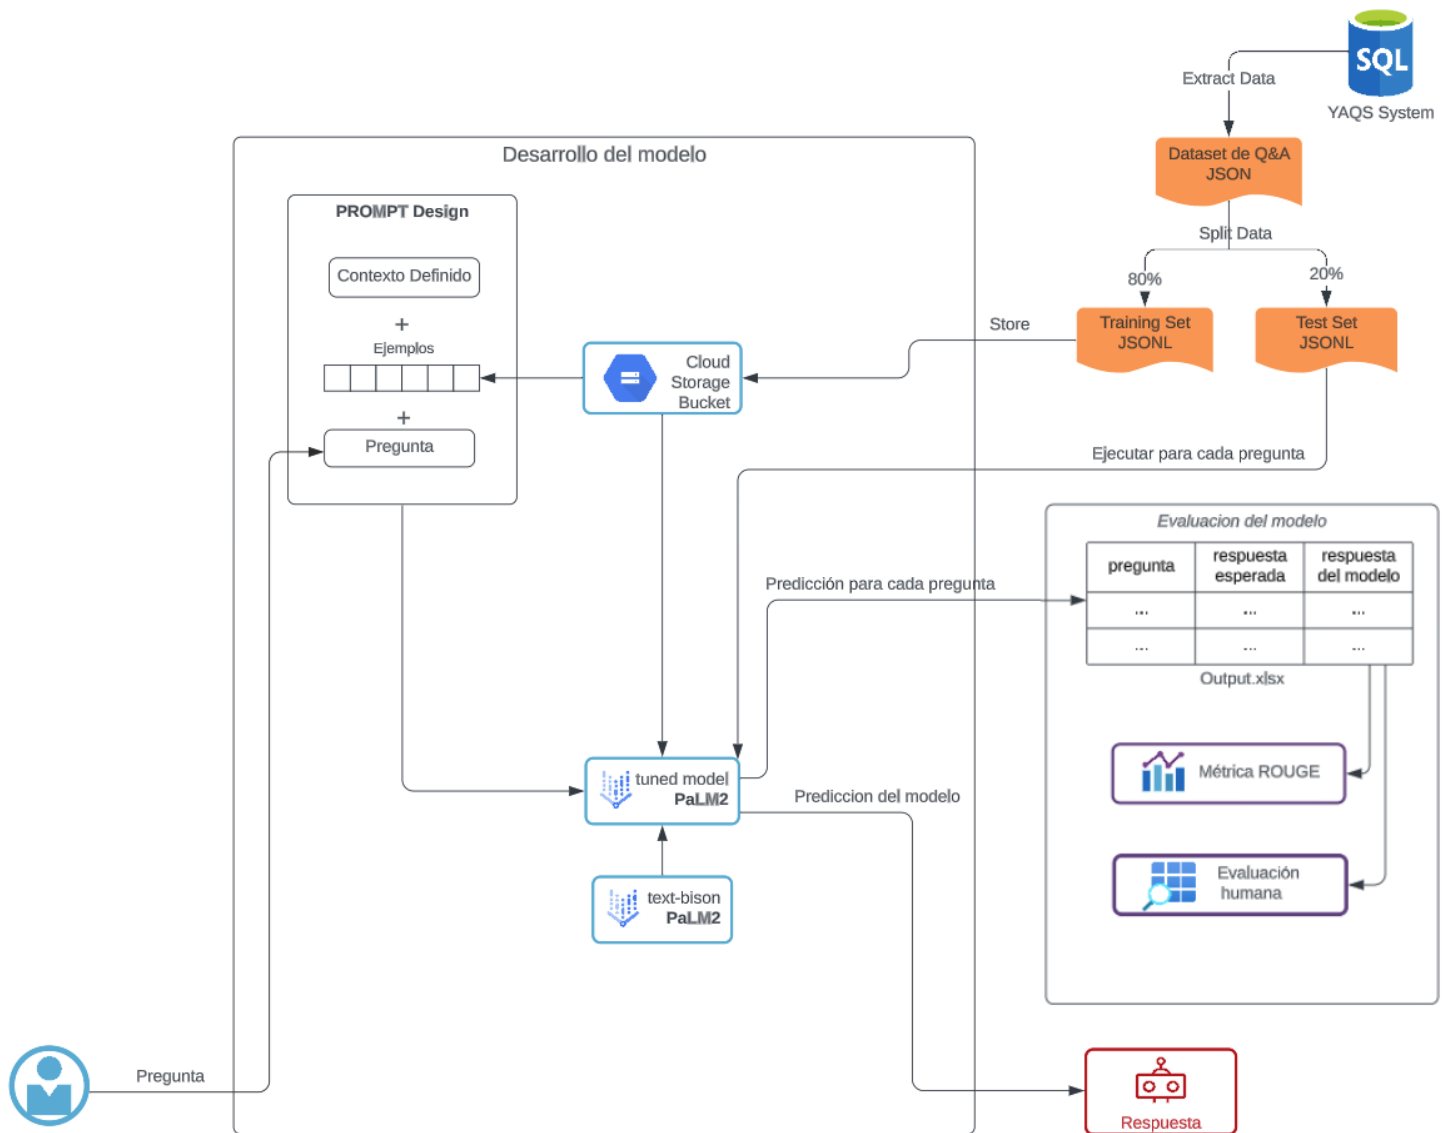 SQL
YAQS System
Extract Data
Dataset de Q&A
JSON
Split Data
80%
20%
Training Set
JSONL
Test Set
JSONL
Store
Desarrollo del modelo
PROMPT Design
Contexto Definido
+
Ejemplos
+
Pregunta
Cloud
Storage
Bucket
Ejecutar para cada pregunta
Evaluacion del modelo
pregunta
respuesta
esperada
respuesta
del modelo
... ... ...
... ... ...
Output.xlsx
Predicción para cada pregunta
Métrica ROUGE
tuned model
PaLM2
Prediccion del modelo
text-bison
PaLM2
Evaluación
humana
Pregunta
Respuesta